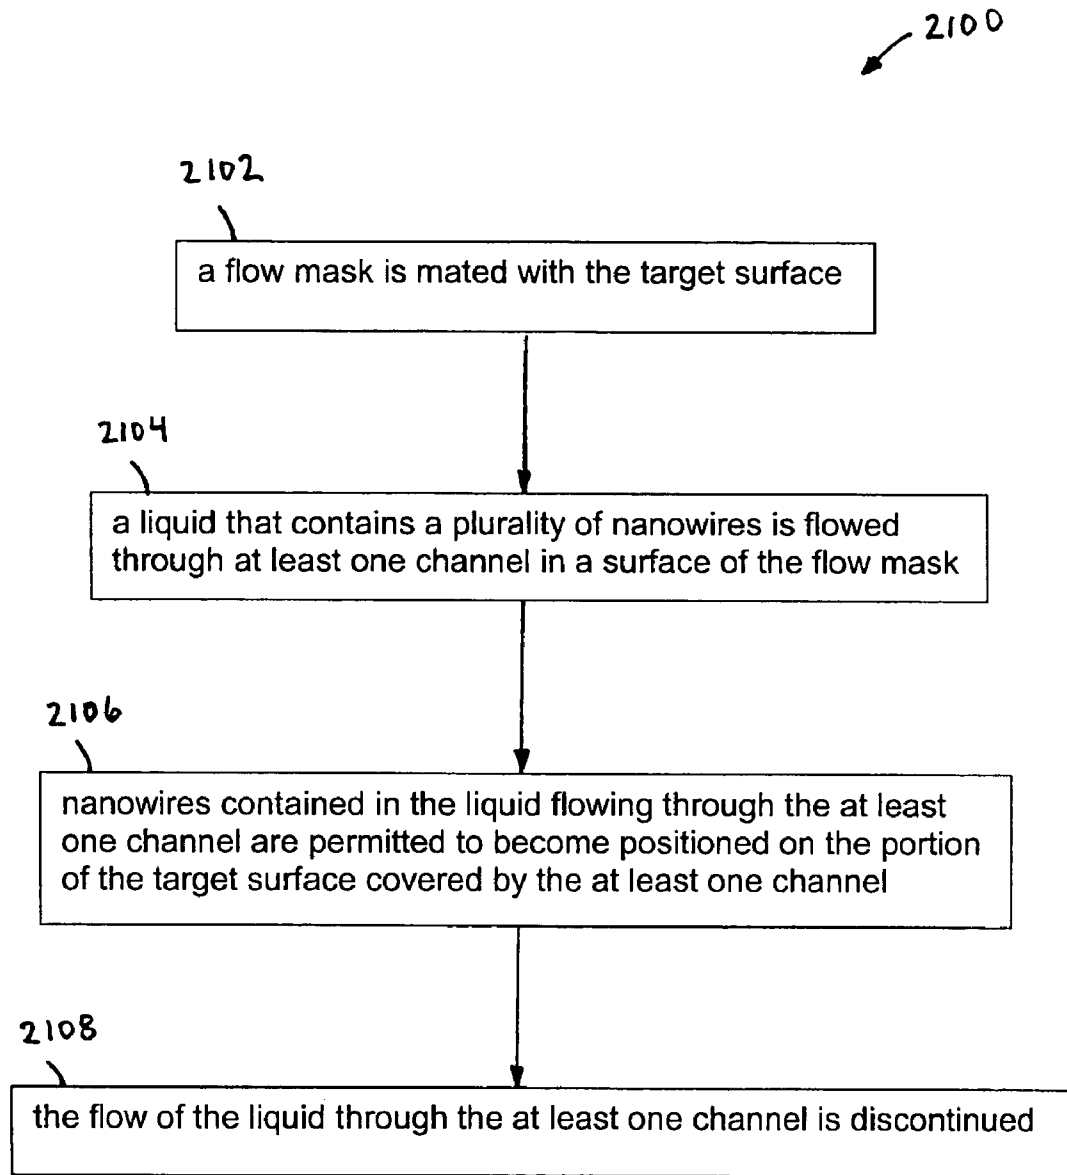 2100
2102
a flow mask is mated with the target surface
2104
a liquid that contains a plurality of nanowires is flowed
through at least one channel in a surface of the flow mask
2106
nanowires contained in the liquid flowing through the at least
one channel are permitted to become positioned on the portion
of the target surface covered by the at least one channel
2108
the flow of the liquid through the at least one channel is discontinued